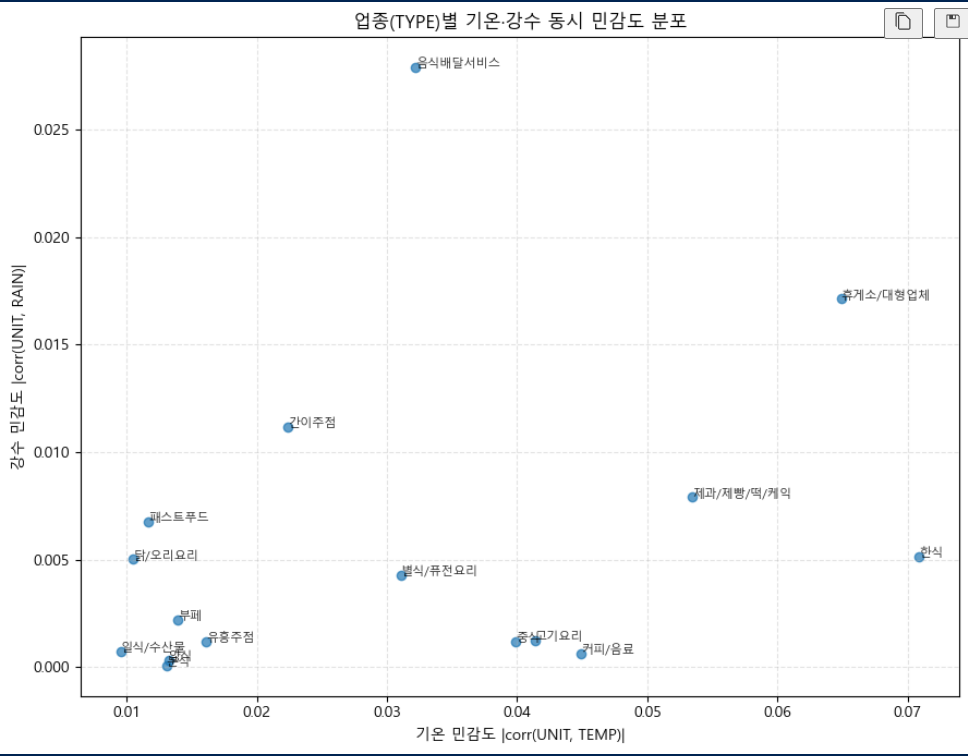 업종(TYPE)별 기온·강수 동시 민감도 분포
음식배달서비스
0.025
0.020
휴게소/대형업체
0.015
간이주점
0.010
제과/제빵/떡/케익
패스트푸드
닭/오리요리
한식
0.005
별식/퓨전요리
부페
유흥주점
중식
고기요리
일식/수산물
커피/음료
양식
분식
0.000
강수 민감도 |corr(UNIT, RAIN)|
0.01 0.02 0.03 0.04 0.05 0.06 0.07
기온 민감도 |corr(UNIT, TEMP)|